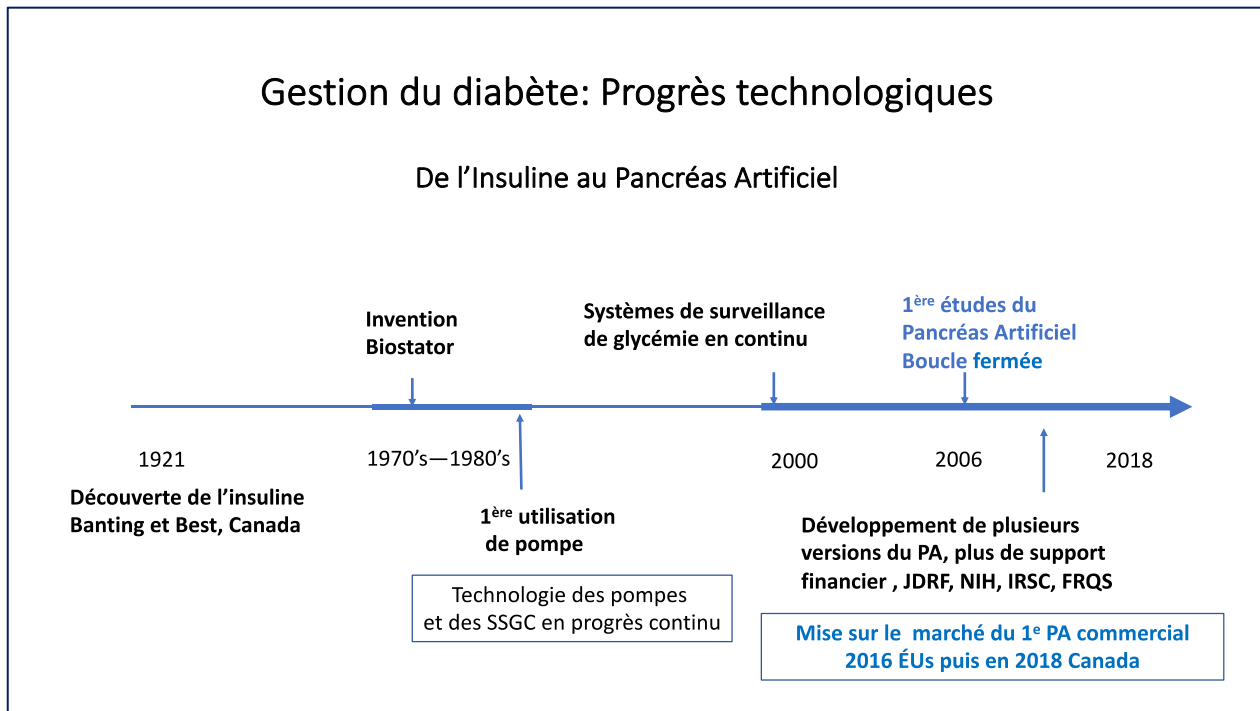 Gestion du diabète: Progrès technologiques
De l’Insuline au Pancréas Artificiel
Invention
Biostator
Systèmes de surveillance
de glycémie en continu
1ère études du
Pancréas Artificiel
Boucle fermée
1921
1970’s—1980’s
2000
2006
2018
Découverte de l’insuline
Banting et Best, Canada
1ère utilisation
de pompe
Technologie des pompes
et des SSGC en progrès continu
Développement de plusieurs
versions du PA, plus de support
financier , JDRF, NIH, IRSC, FRQS
Mise sur le marché du 1e PA commercial
2016 ÉUs puis en 2018 Canada